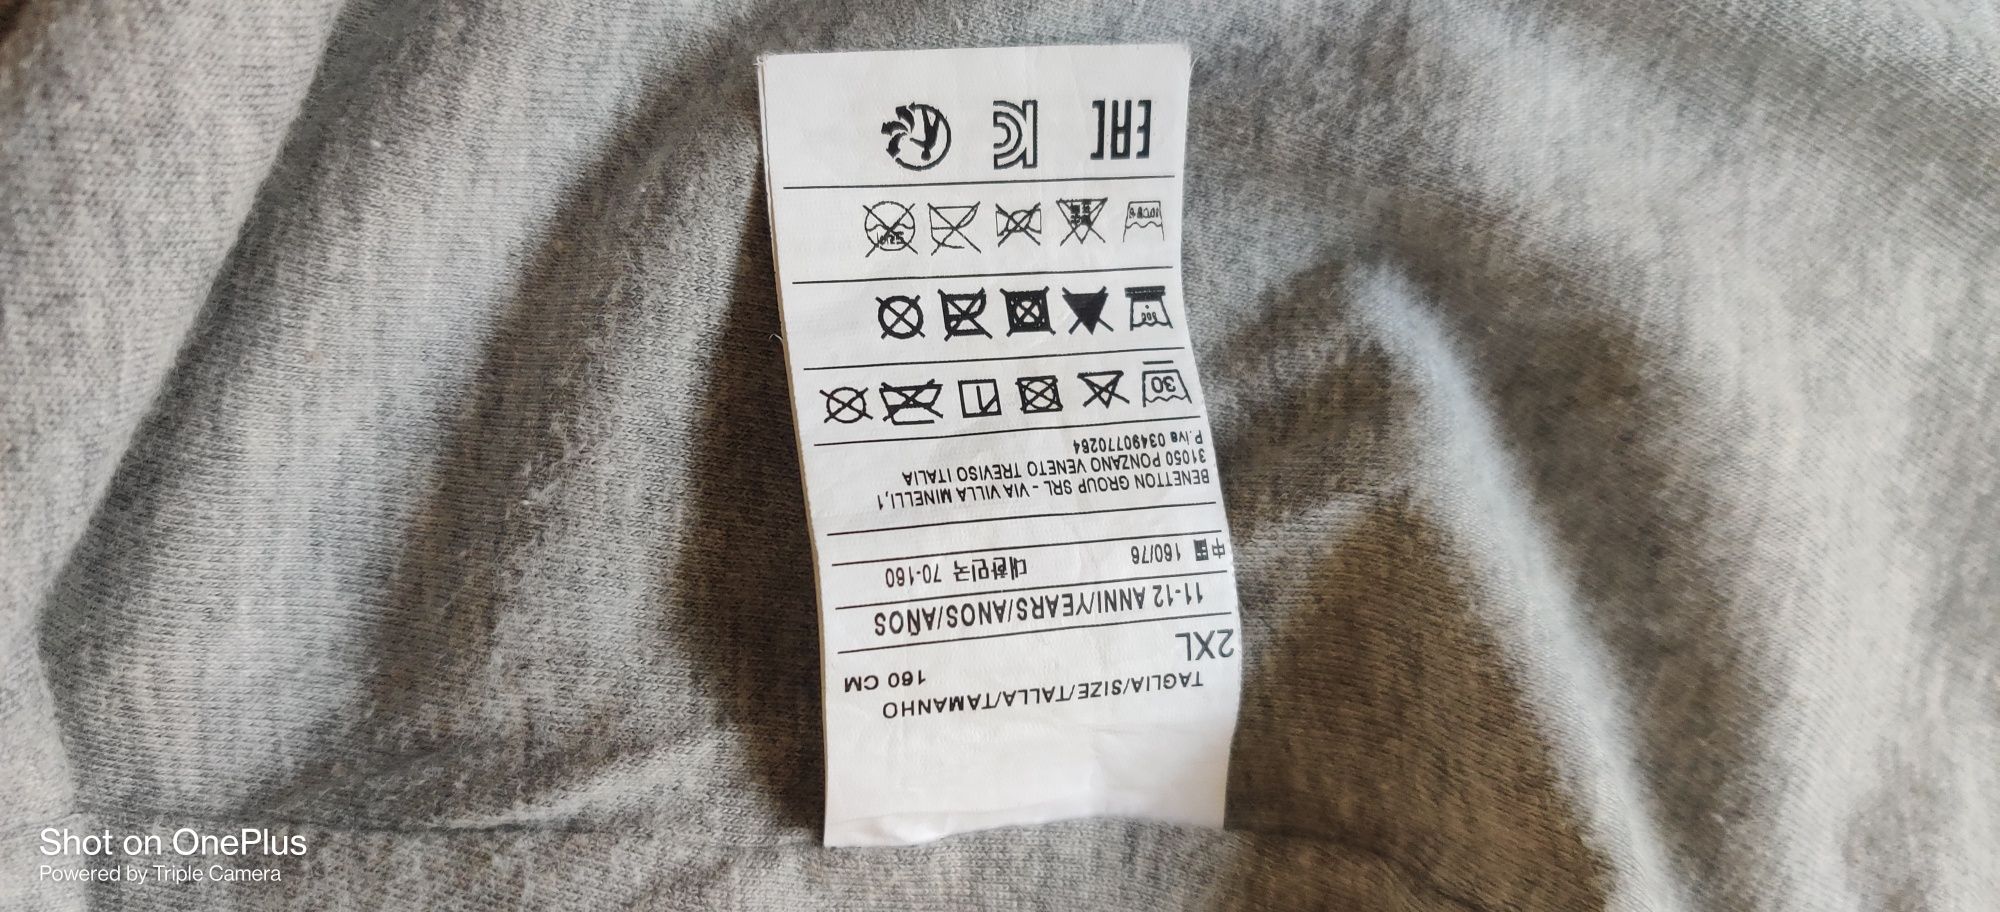 TAGLIA/SIZE/TALLA/TAMANHO
160 CM
2XL
11-12 ANNI/YEARS/ANOS/AÑOS
中国 160/76 대한민국 70-160
BENETTON GROUP SRL - VIA VILLA MINELLI,1
31050 PONZANO VENETO TREVISO ITALIA
P.iva 03490770264
30
EAC
Shot on OnePlus
Powered by Triple Camera